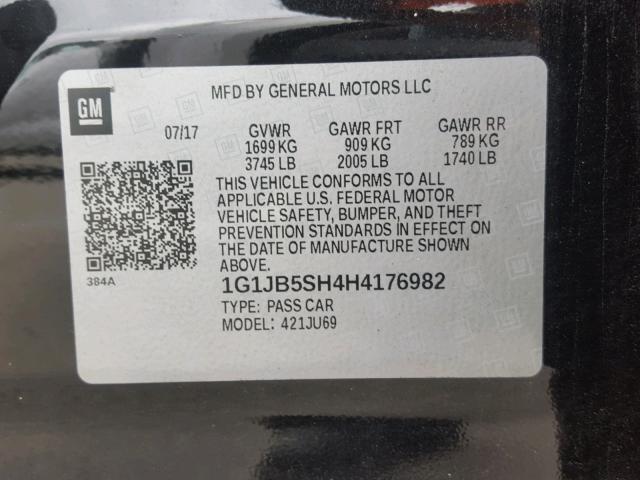 MFD BY GENERAL MOTORS LLC
GM
07/17 GVWR GAWR FRT GAWR RR
1699 KG 909 KG 789 KG
3745 LB 2005 LB 1740 LB
THIS VEHICLE CONFORMS TO ALL
APPLICABLE U.S. FEDERAL MOTOR
VEHICLE SAFETY, BUMPER, AND THEFT
PREVENTION STANDARDS IN EFFECT ON
THE DATE OF MANUFACTURE SHOWN
ABOVE.
384A
1G1JB5SH4H4176982
TYPE: PASS CAR
MODEL: 421JU69